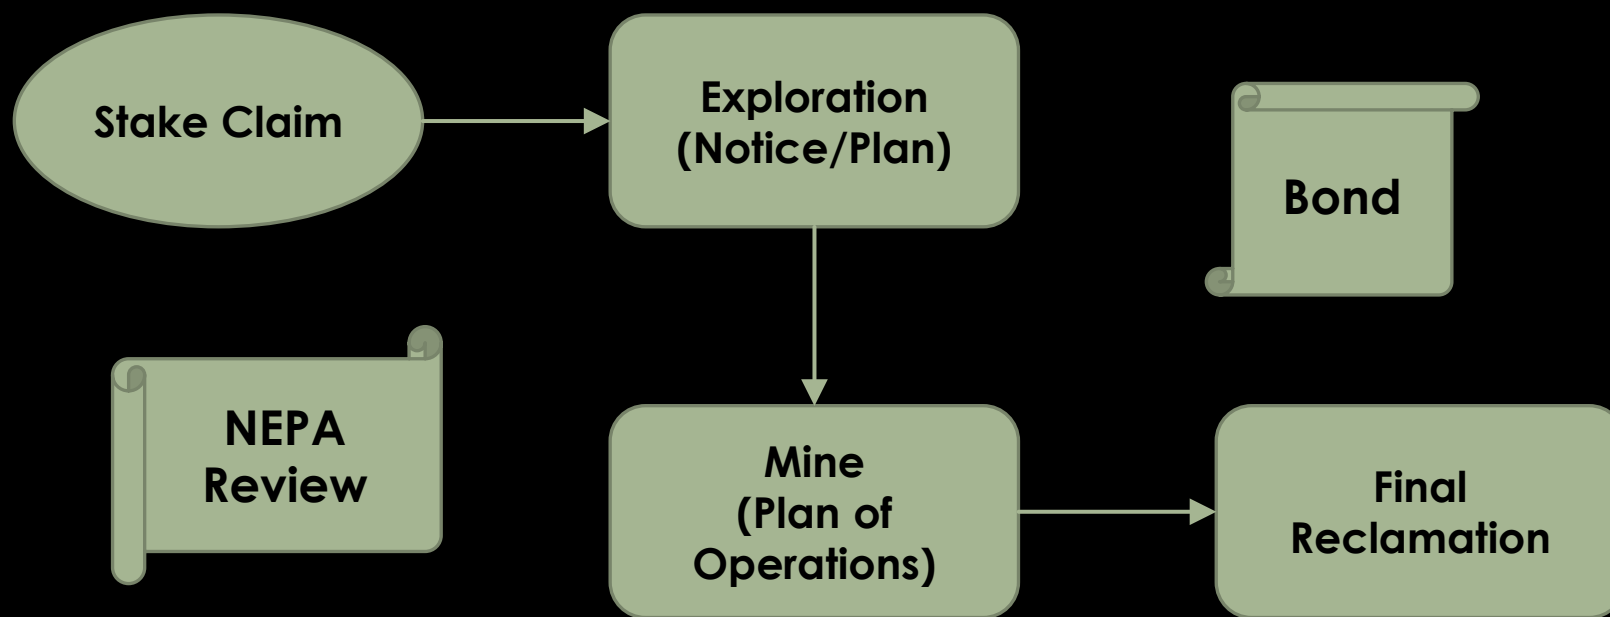 Stake Claim
Exploration
(Notice/Plan)
Bond
NEPA
Review
Mine
(Plan of
Operations)
Final
Reclamation